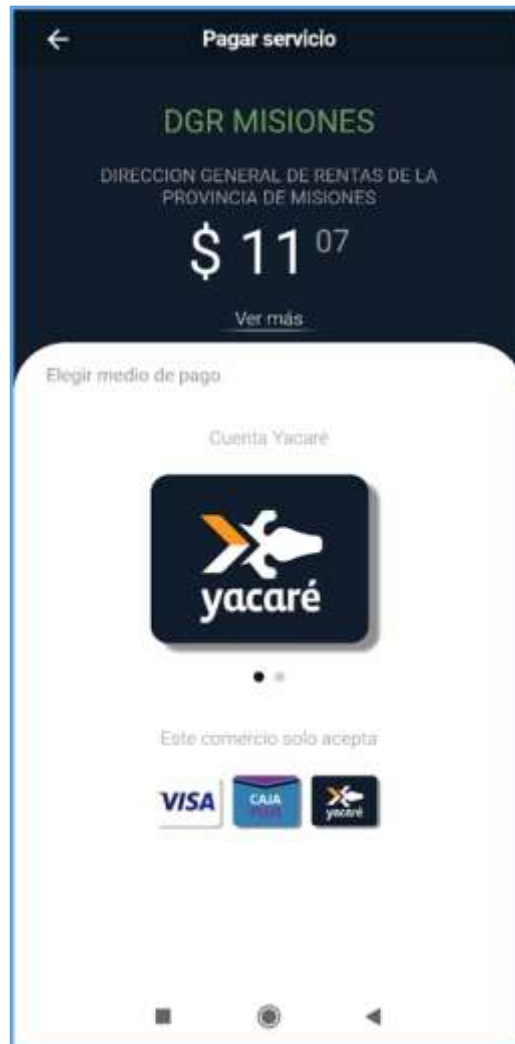 Pagar servicio
DGR MISIONES
DIRECCION GENERAL DE RENTAS DE LA
PROVINCIA DE MISIONES
$ 11 07
Ver más
Elegir medio de pago
Cuenta Yacaré
yacaré
Este comercio solo acepta
VISA
CAJA
yacaré